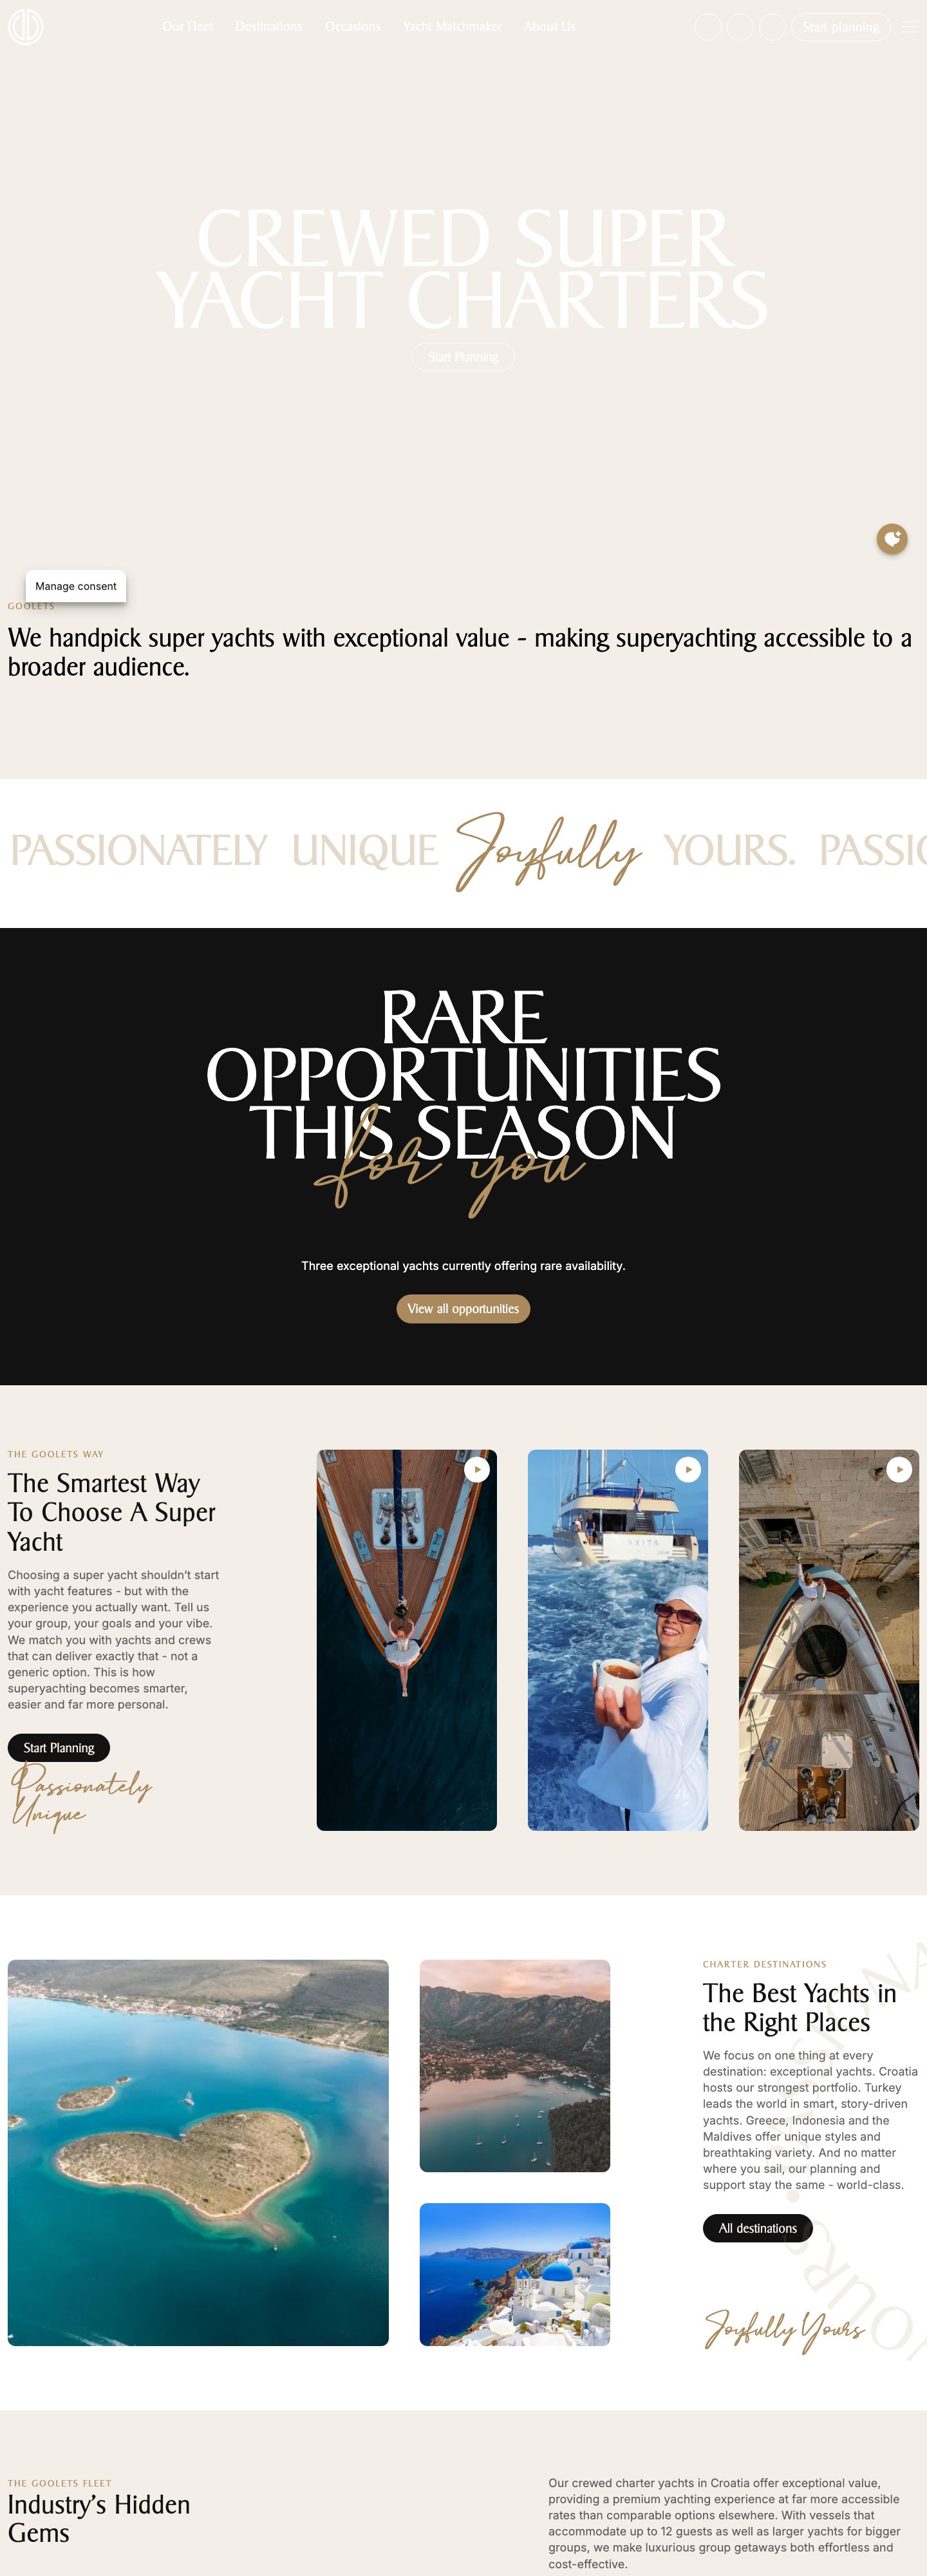 Our Fleet Destinations Occasions Yacht Matchmaker About Us Start planning
CREWED SUPER
YACHT CHARTERS
Start Planning
Manage consent
GOOLETS
We handpick super yachts with exceptional value - making superyachting accessible to a
broader audience.
PASSIONATELY UNIQUE Joyfully YOURS. PASSIO
RARE
OPPORTUNITIES
THIS SEASON
for you
Three exceptional yachts currently offering rare availability.
View all opportunities
THE GOOLETS WAY
The Smartest Way
To Choose A Super
Yacht
Choosing a super yacht shouldn't start
with yacht features - but with the
experience you actually want. Tell us
your group, your goals and your vibe.
We match you with yachts and crews
that can deliver exactly that - not a
generic option. This is how
superyachting becomes smarter,
easier and far more personal.
Start Planning
Passionately
Unique
AXITA
CHARTER DESTINATIONS
The Best Yachts in
the Right Places
We focus on one thing at every
destination: exceptional yachts. Croatia
hosts our strongest portfolio. Turkey
leads the world in smart, story-driven
yachts. Greece, Indonesia and the
Maldives offer unique styles and
breathtaking variety. And no matter
where you sail, our planning and
support stay the same - world-class.
All destinations
Joyfully Yours
THE GOOLETS FLEET
Industry's Hidden
Gems
Our crewed charter yachts in Croatia offer exceptional value,
providing a premium yachting experience at far more accessible
rates than comparable options elsewhere. With vessels that
accommodate up to 12 guests as well as larger yachts for bigger
groups, we make luxurious group getaways both effortless and
cost-effective.